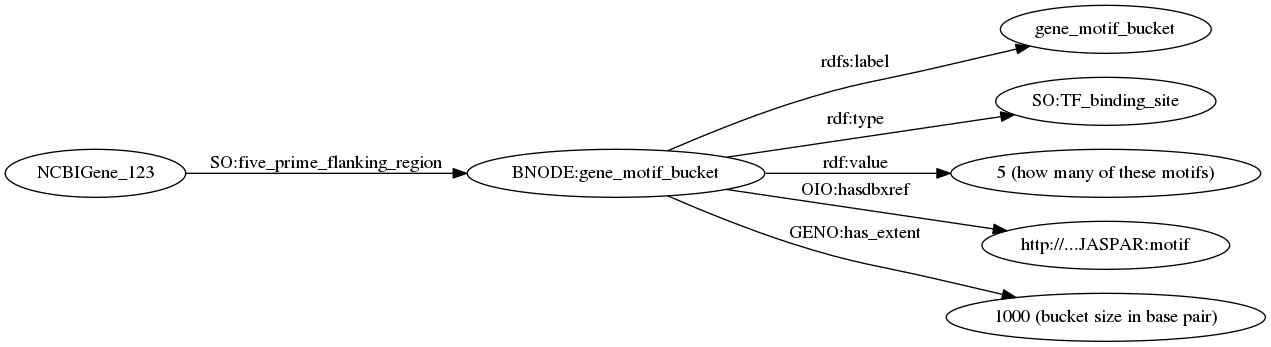 gene_motif_bucket
rdfs:label
SO:TF_binding_site
rdf:type
NCBIGene_123
SO:five_prime_flanking_region
BNODE:gene_motif_bucket
rdf:value
5 (how many of these motifs)
OIO:hasdbxref
http://...JASPAR:motif
GENO:has_extent
1000 (bucket size in base pair)